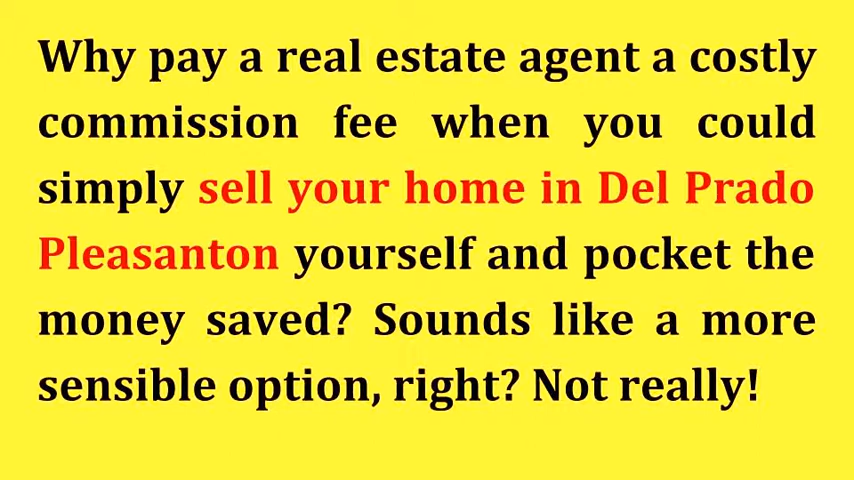 Why pay a real estate agent a costly
commission fee when you could
simply sell your home in Del Prado
Pleasanton yourself and pocket the
money saved? Sounds like a more
sensible option, right? Not really!